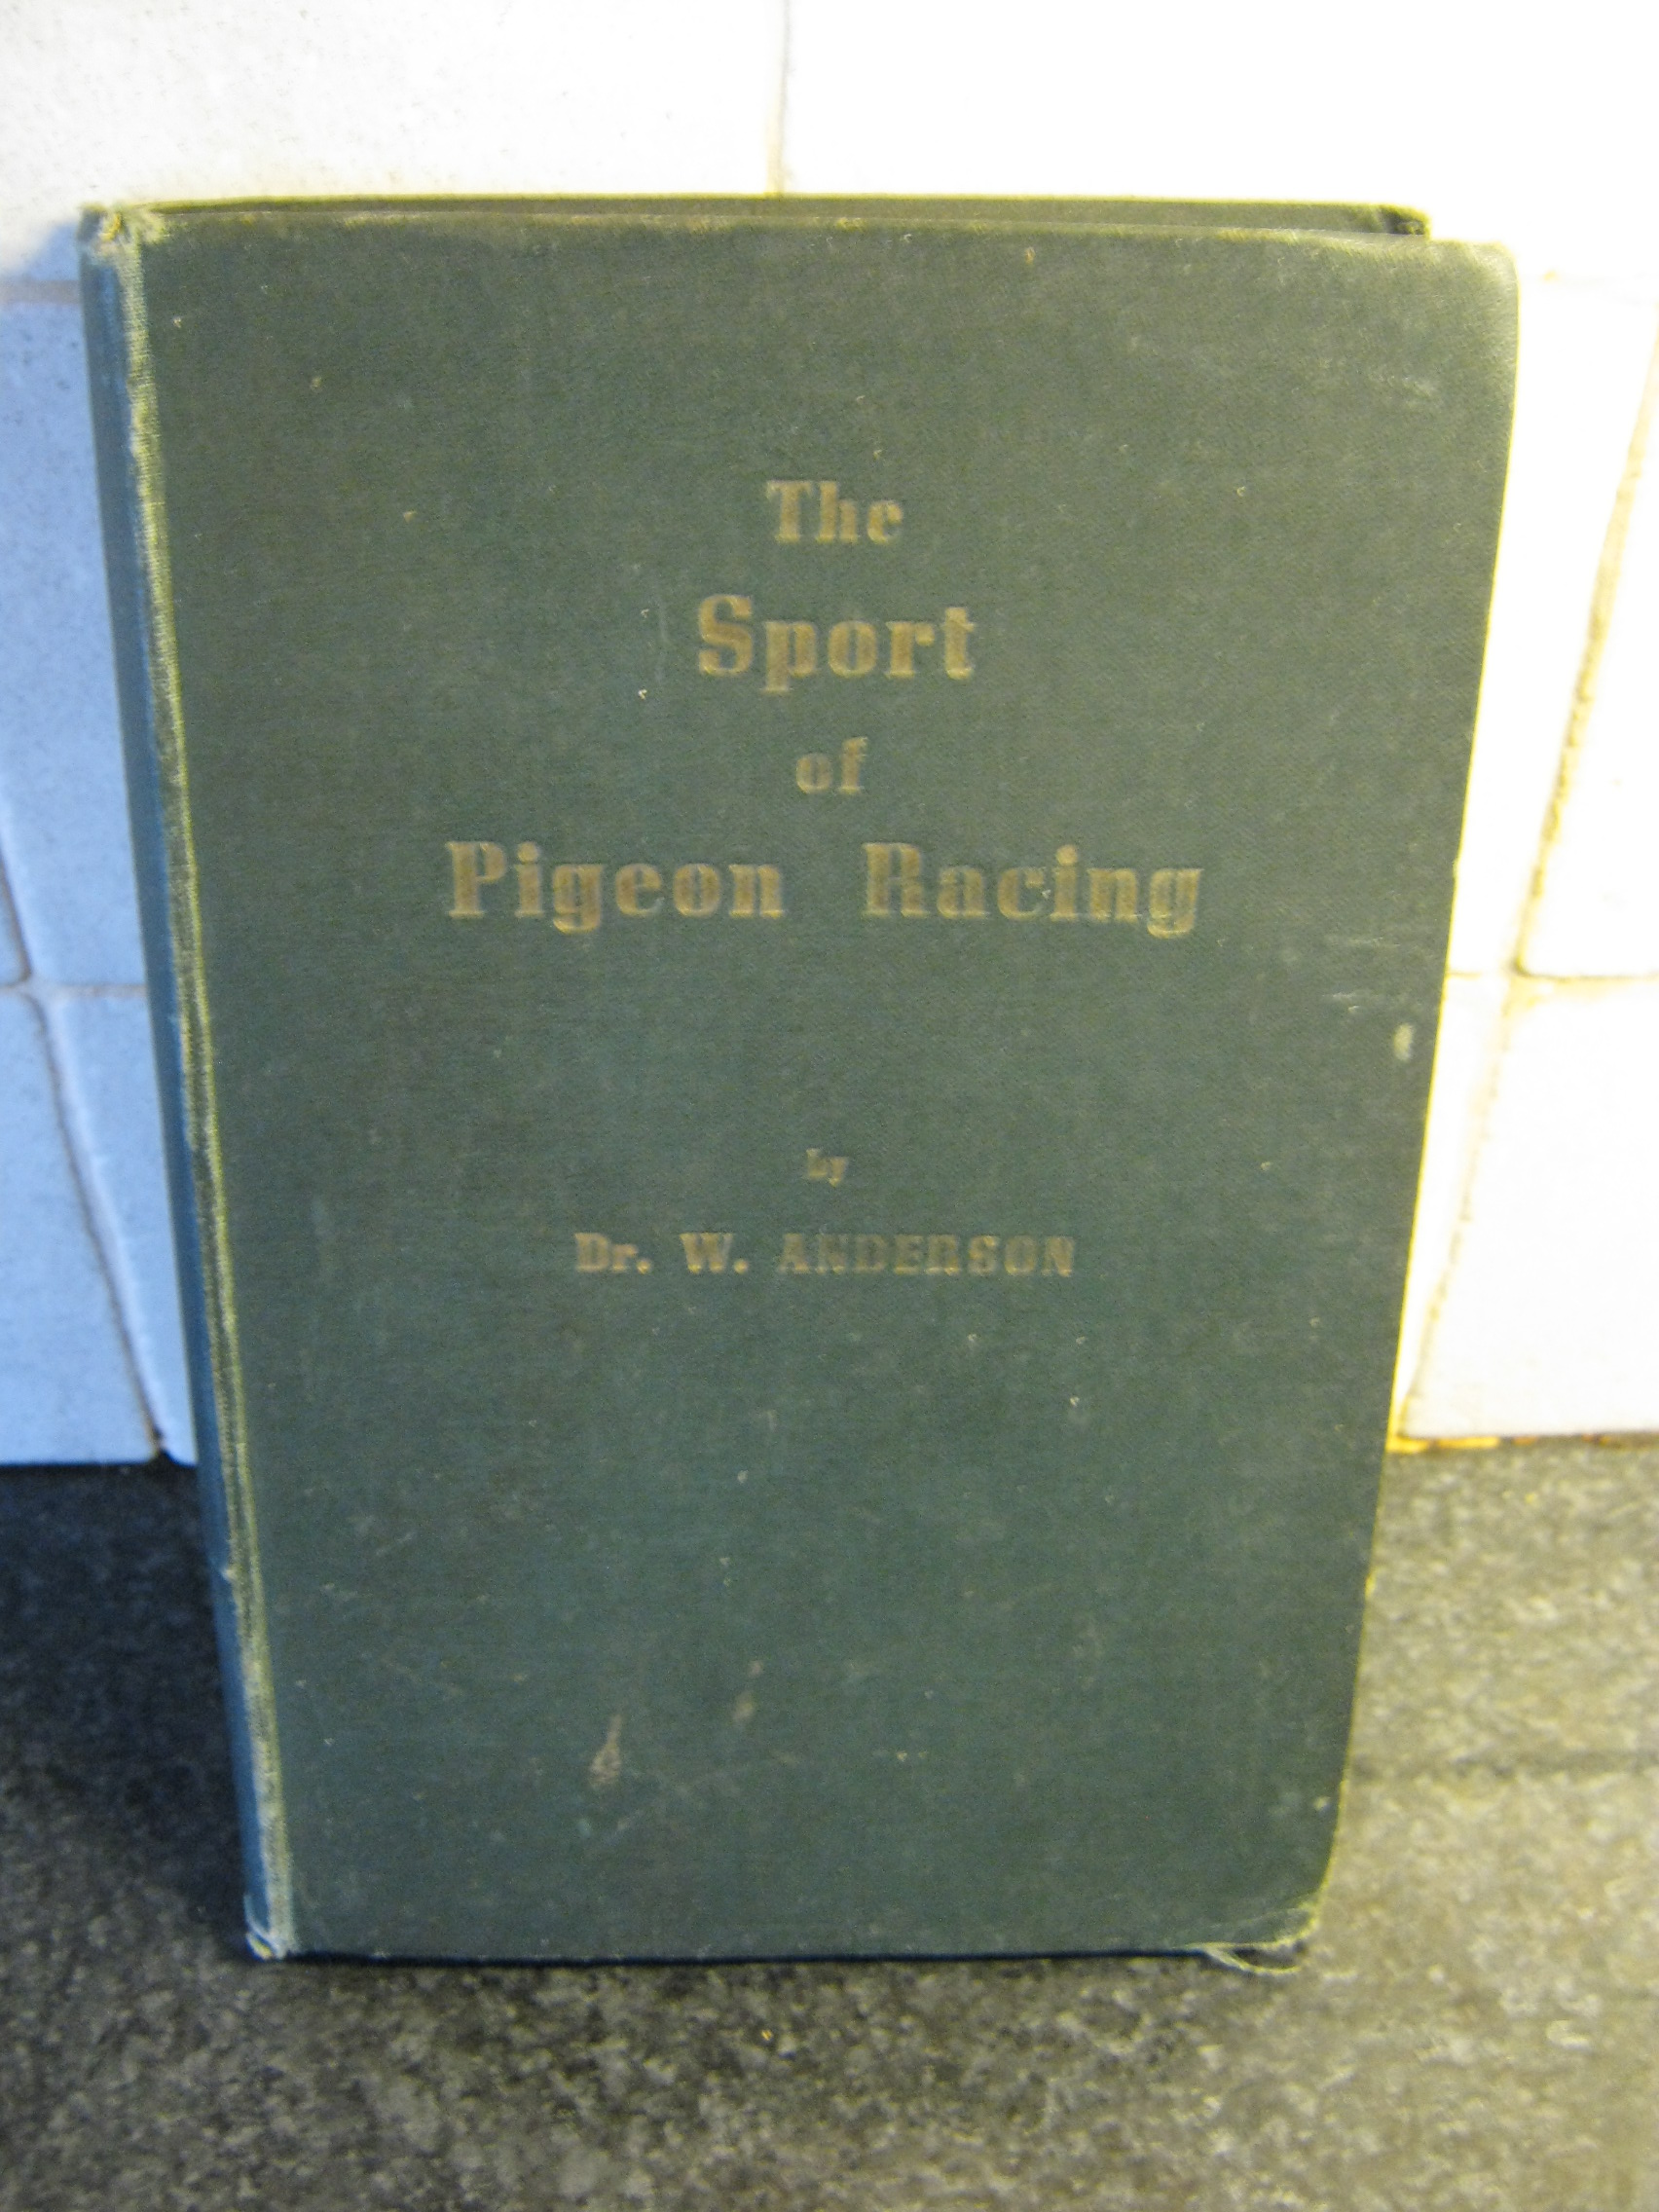 The
Sport
of
Pigeon Racing
by
Dr. W. ANDERSON